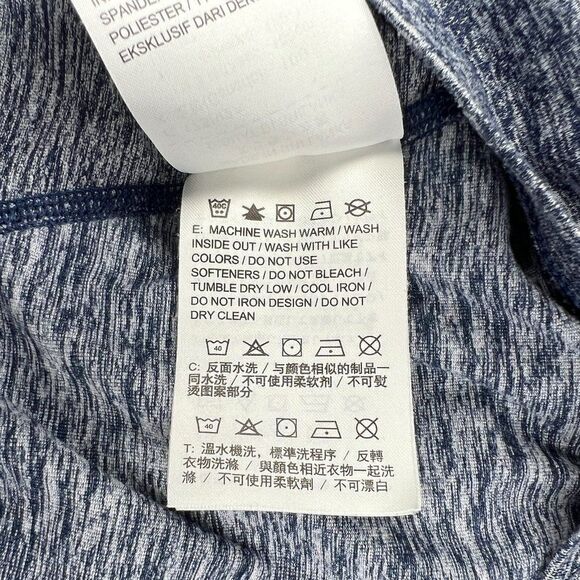 SPANDEX
POLIESTER / 
EKSKLUSIF DARI DEKO
40C
E: MACHINE WASH WARM / WASH
INSIDE OUT / WASH WITH LIKE
COLORS / DO NOT USE
SOFTENERS / DO NOT BLEACH /
TUMBLE DRY LOW / COOL IRON /
DO NOT IRON DESIGN / DO NOT
DRY CLEAN
40
C: 反面水洗 / 与颜色相似的制品一
同水洗 / 不可使用柔软剂 / 不可熨
烫图案部分
40
T: 溫水機洗，標準洗程序 / 反轉
衣物洗滌 / 與顏色相近衣物一起洗
滌 / 不可使用柔軟劑 / 不可漂白